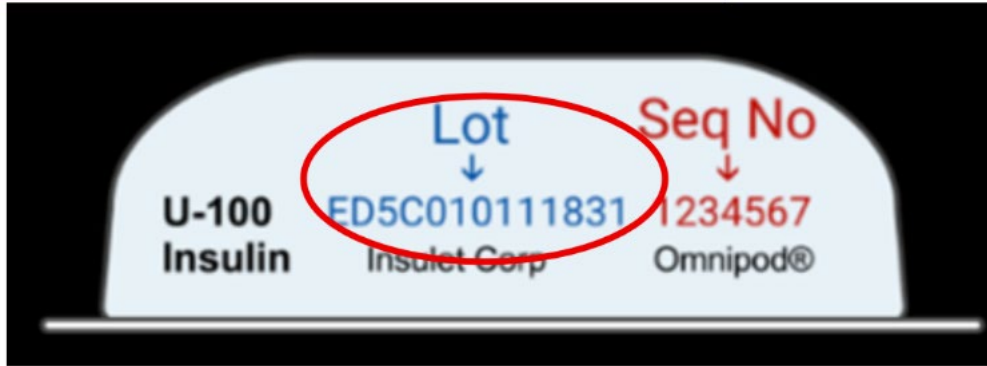 Lot Seq No
↓ ↓
U-100 ED5C010111831 1234567
Insulin Insulet Corp Omnipod®